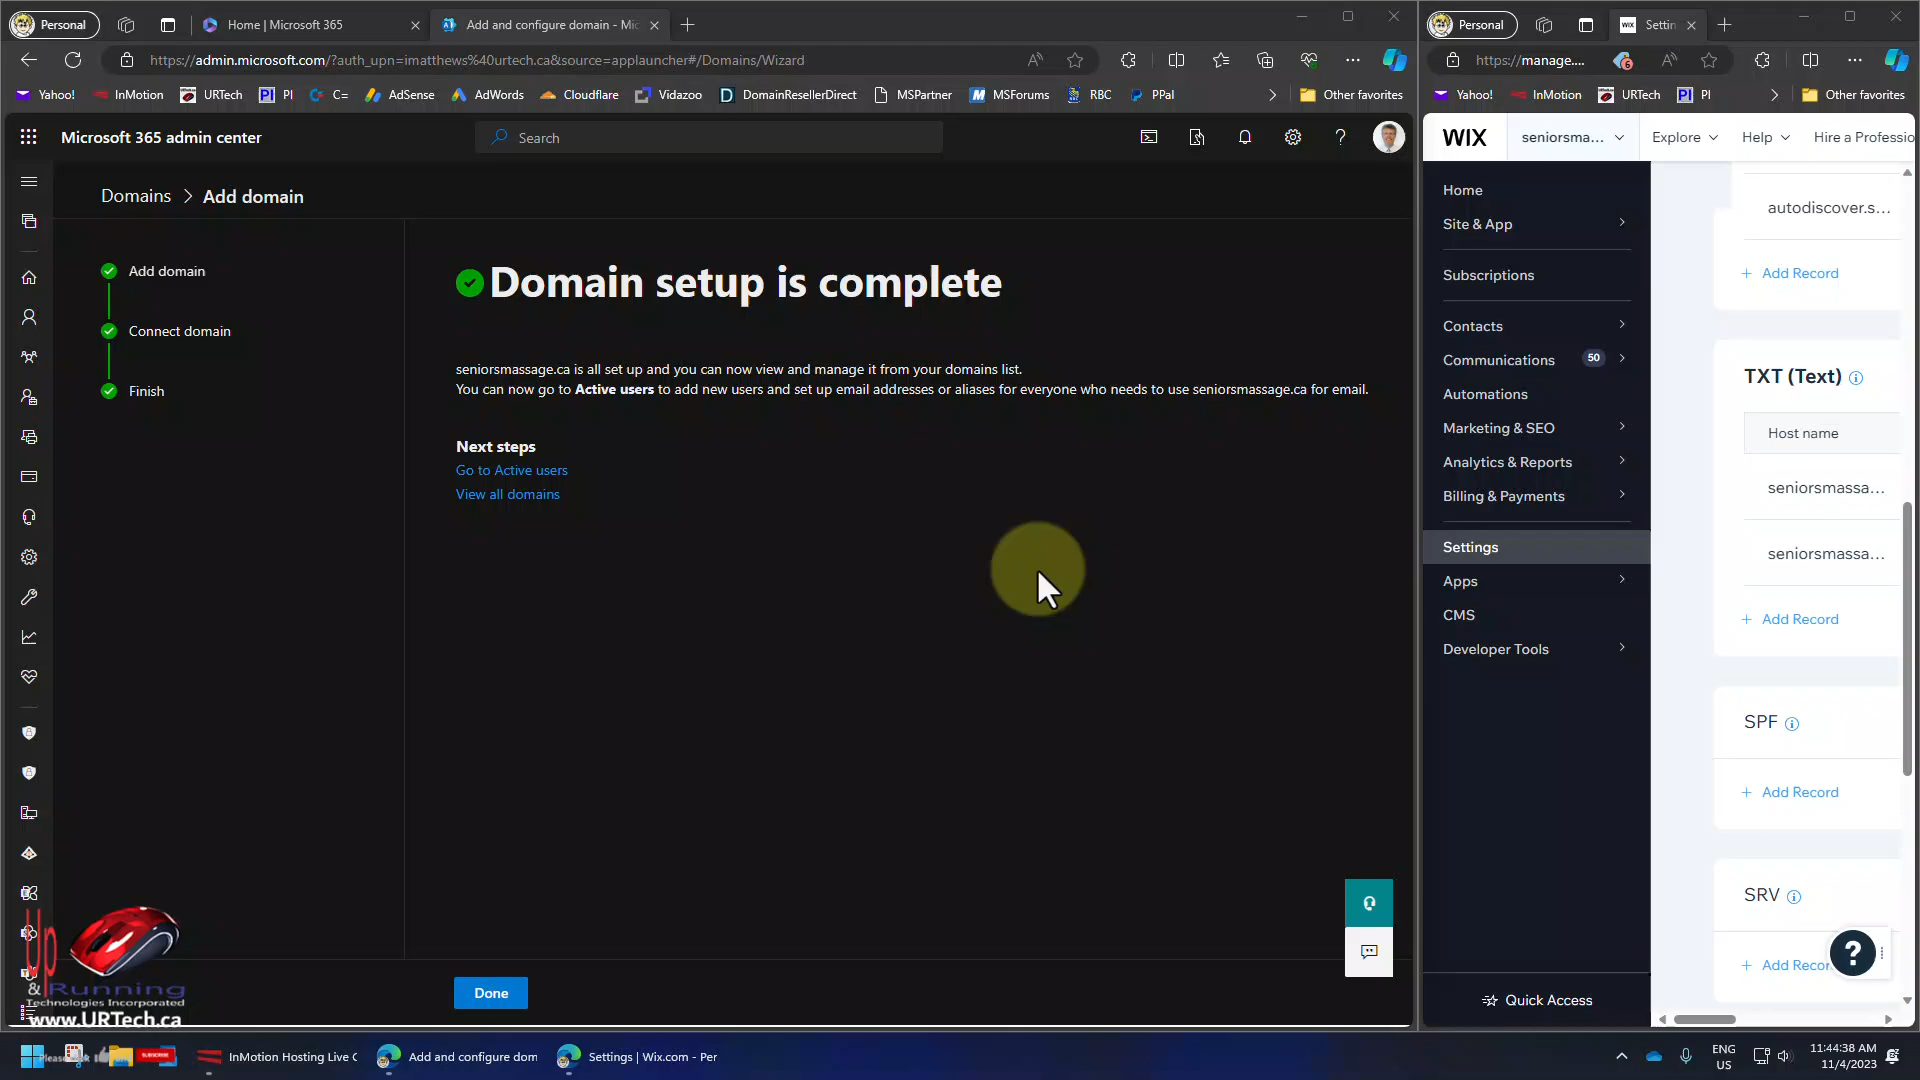 Personal
Home | Microsoft 365
Add and configure domain - Mic
https://admin.microsoft.com/?auth_upn=imatthews%40urtech.ca&source=applauncher#/Domains/Wizard
Yahoo!
InMotion
URTech
PI
C=
AdSense
AdWords
Cloudflare
Vidazoo
DomainResellerDirect
MSPartner
MSForums
RBC
PPal
Other favorites
Microsoft 365 admin center
Search
Domains
Add domain
Add domain
Connect domain
Finish
Domain setup is complete
seniorsmassage.ca is all set up and you can now view and manage it from your domains list.
You can now go to Active users to add new users and set up email addresses or aliases for everyone who needs to use seniorsmassage.ca for email.
Next steps
Go to Active users
View all domains
Done
Up
& Running
Technologies Incorporated
www.URTech.ca
Personal
Settin
https://manage....
6
Yahoo!
InMotion
URTech
PI
Other favorites
WIX
seniorsma...
Explore
Help
Hire a Professio
Home
Site & App
Subscriptions
Contacts
Communications
50
Automations
Marketing & SEO
Analytics & Reports
Billing & Payments
Settings
Apps
CMS
Developer Tools
Quick Access
autodiscover.s...
+ Add Record
TXT (Text)
Host name
seniorsmassa...
seniorsmassa...
+ Add Record
SPF
+ Add Record
SRV
+ Add Recor
?
InMotion Hosting Live C
Add and configure dom
Settings | Wix.com - Per
ENG
US
11:44:38 AM
11/4/2023